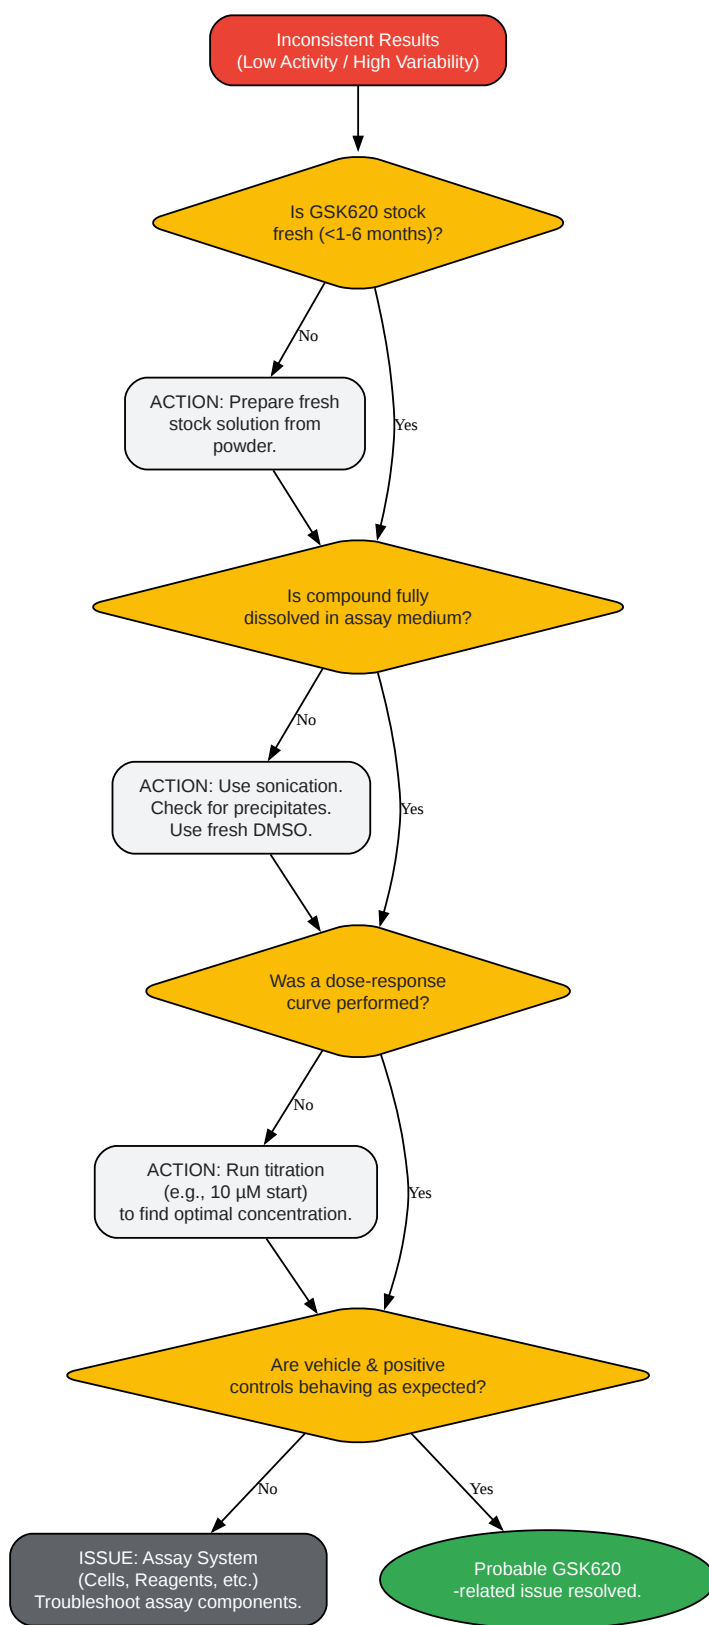 Inconsistent Results
(Low Activity / High Variability)
Is GSK620 stock
fresh (<1-6 months)?
No
ACTION: Prepare fresh
stock solution from
powder.
Yes
Is compound fully
dissolved in assay medium?
No
ACTION: Use sonication.
Check for precipitates.
Use fresh DMSO.
Yes
Was a dose-response
curve performed?
No
ACTION: Run titration
(e.g., 10 µM start)
to find optimal concentration.
Yes
Are vehicle & positive
controls behaving as expected?
No
Yes
ISSUE: Assay System
(Cells, Reagents, etc.)
Troubleshoot assay components.
Probable GSK620
-related issue resolved.